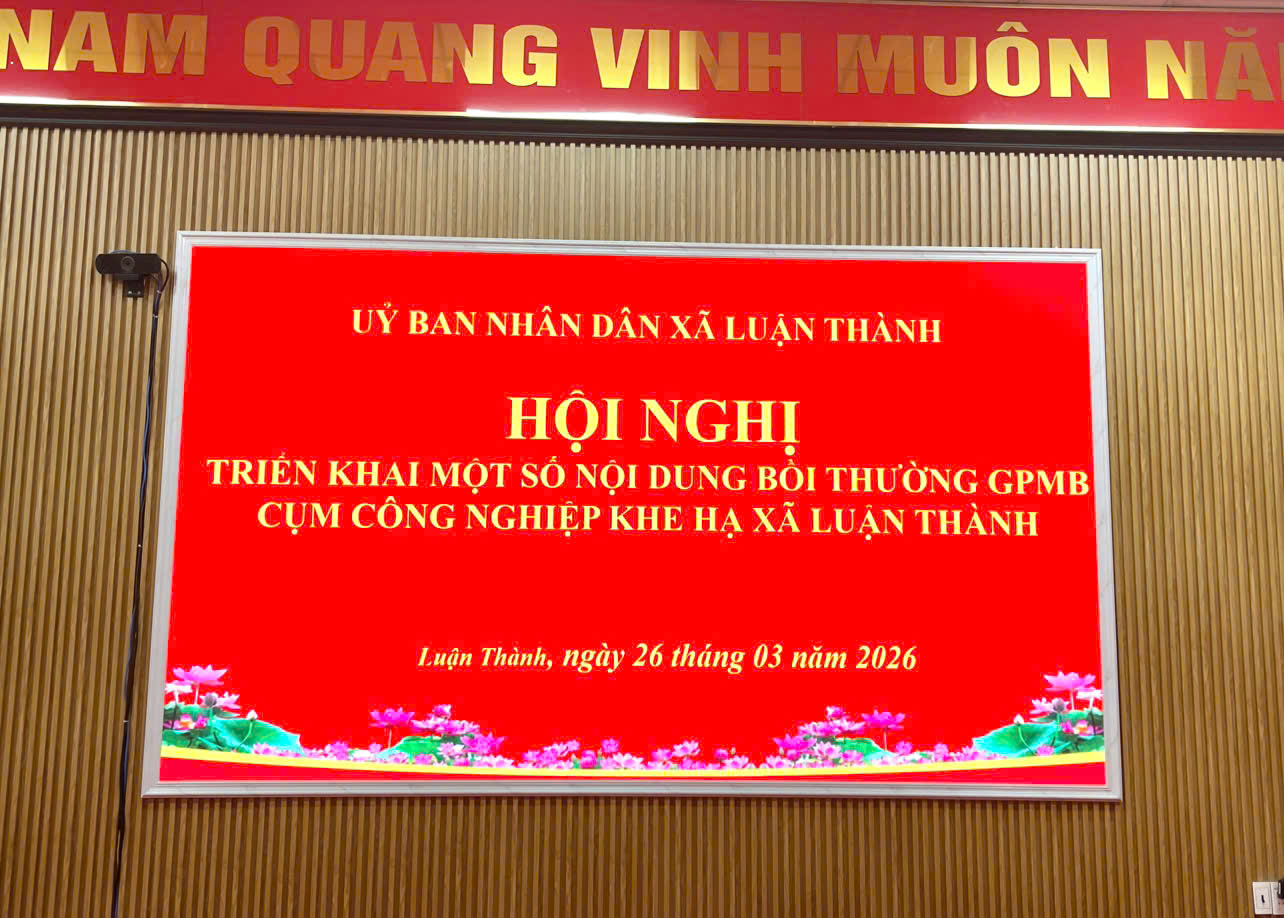 NAM QUANG VINH MUÔN NĂ
UỶ BAN NHÂN DÂN XÃ LUẬN THÀNH
HỘI NGHỊ
TRIỂN KHAI MỘT SỐ NỘI DUNG BỒI THƯỜNG GPMB
CỤM CÔNG NGHIỆP KHE HẠ XÃ LUẬN THÀNH
Luận Thành, ngày 26 tháng 03 năm 2026